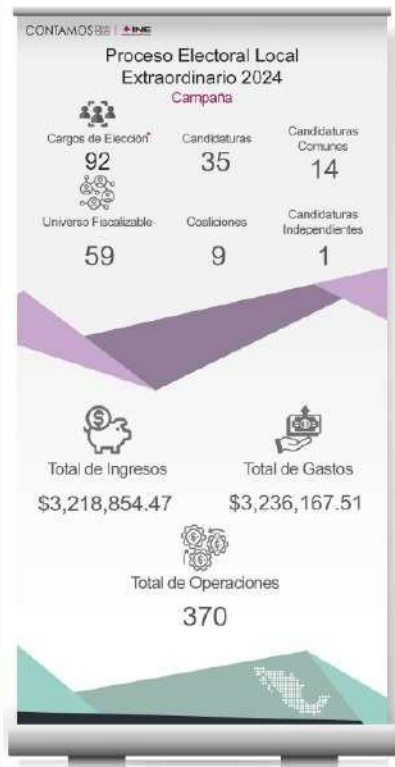 CONTAMOS INE
Proceso Electoral Local
Extraordinario 2024
Campaña
Cargos de Elección*
92
Candidaturas
35
Candidaturas
Comunes
14
Universo Fiscalizable
59
Coaliciones
9
Candidaturas
Independientes
1
Total de Ingresos
$3,218,854.47
Total de Gastos
$3,236,167.51
Total de Operaciones
370